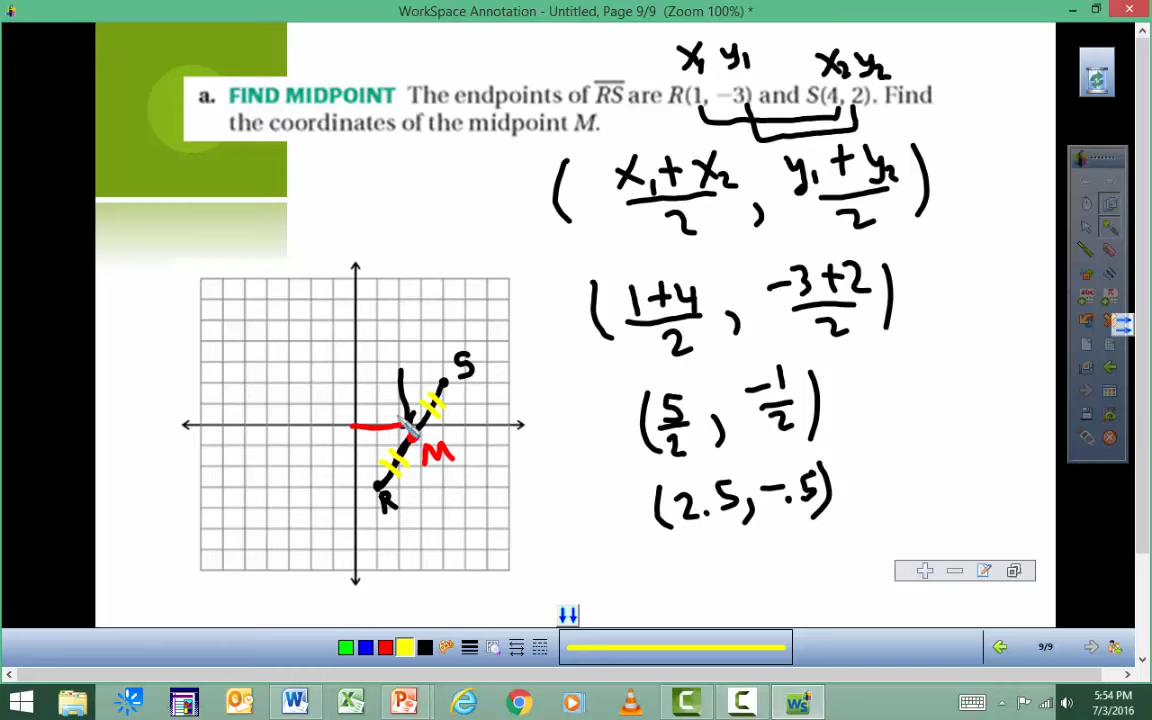 WorkSpace Annotation - Untitled, Page 9/9 (Zoom 100%) *
x₁ y₁ x₂ y₂
a. FIND MIDPOINT The endpoints of R̅S̅ are R(1, −3) and S(4, 2). Find
the coordinates of the midpoint M.
( x₁ + x₂ / 2 , y₁ + y₂ / 2 )
( 1+4 / 2 , −3+2 / 2 )
( 5/2 , −1/2 )
(2.5, −.5)
S
M
R
9/9
5:54 PM
7/3/2016